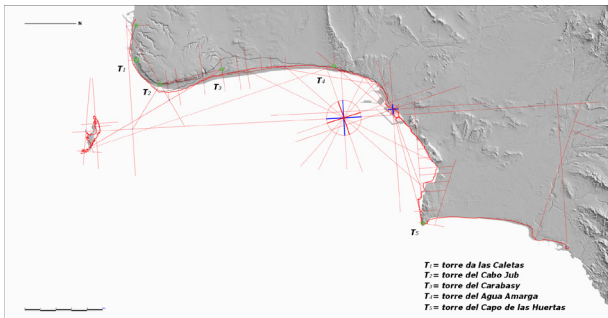 N
T1
T2
T3
T4
T5
T1= torre da las Caletas
T2= torre del Cabo Jub
T3= torre del Carabasy
T4= torre del Agua Amarga
T5= torre del Capo de las Huertas